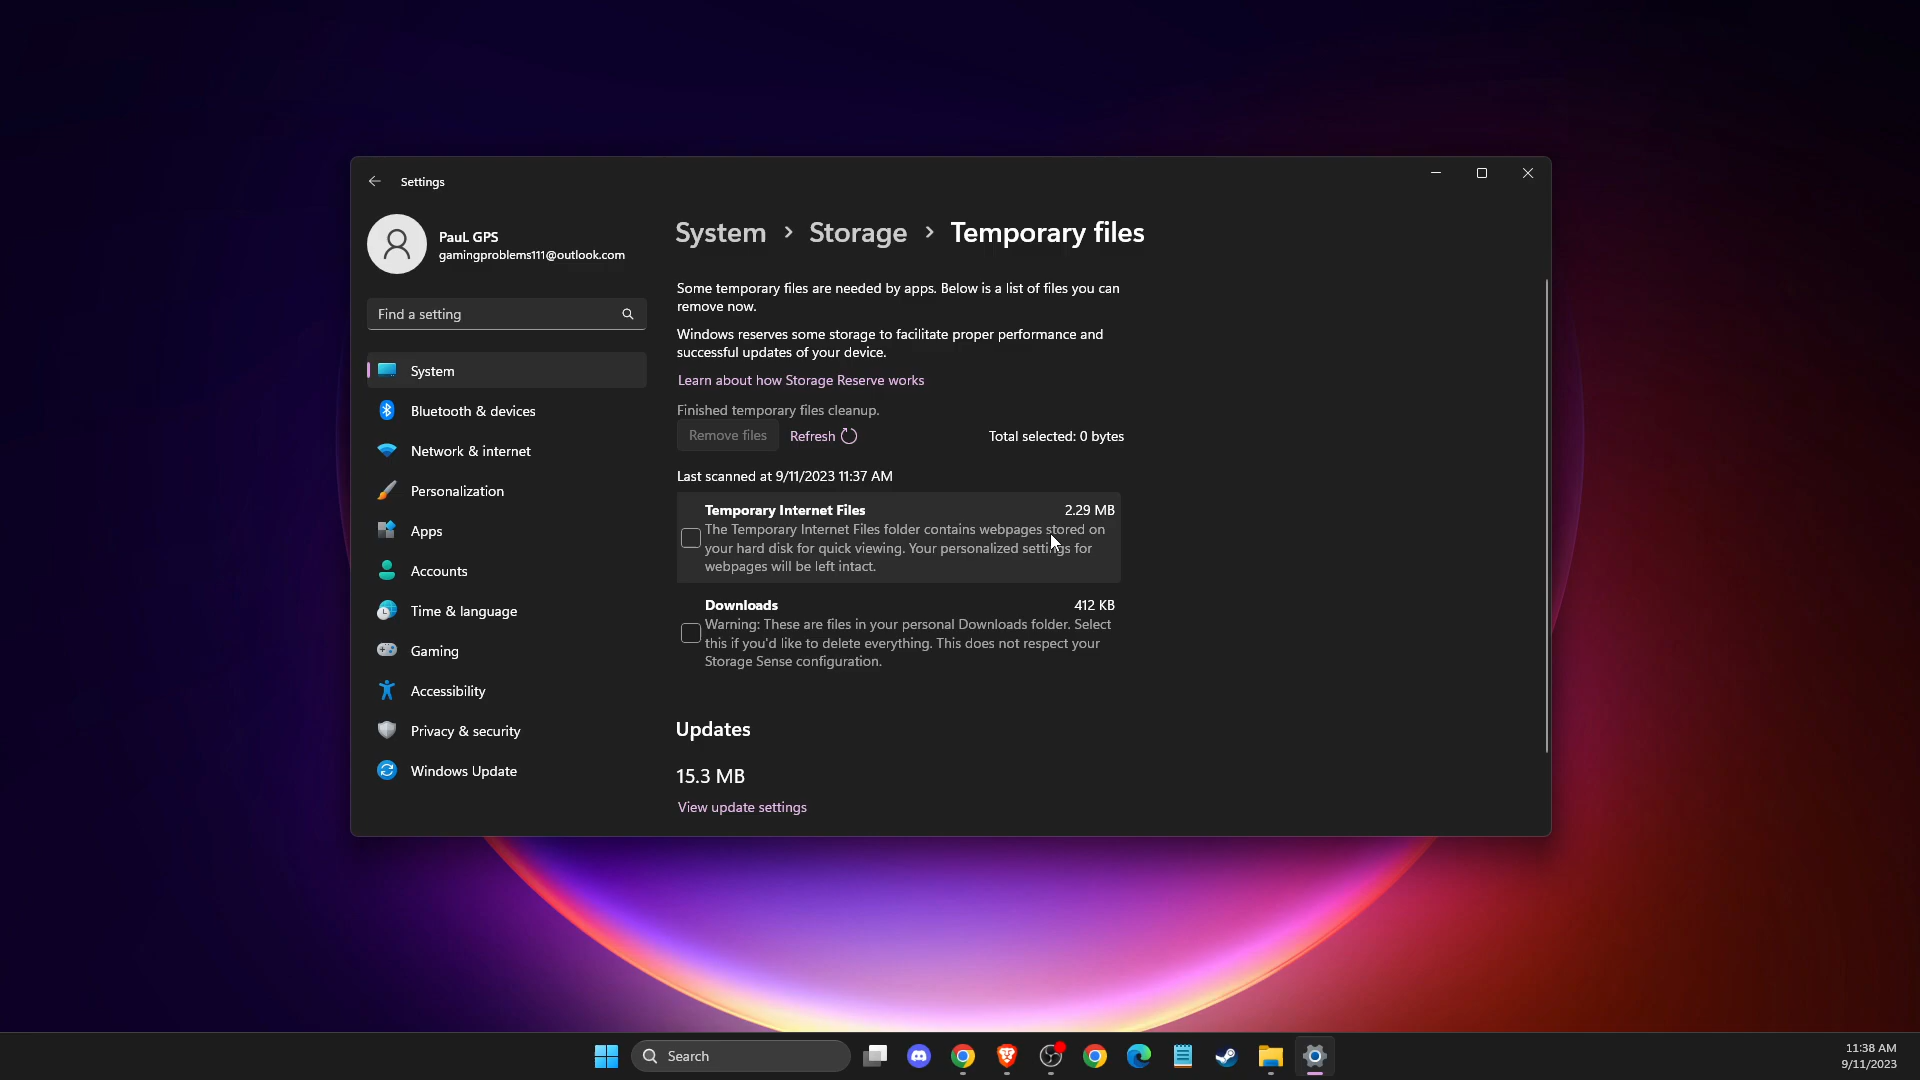 Settings
PauL GPS
gamingproblems111@outlook.com
Find a setting
System
Bluetooth & devices
Network & internet
Personalization
Apps
Accounts
Time & language
Gaming
Accessibility
Privacy & security
Windows Update
System > Storage > Temporary files
Some temporary files are needed by apps. Below is a list of files you can
remove now.
Windows reserves some storage to facilitate proper performance and
successful updates of your device.
Learn about how Storage Reserve works
Finished temporary files cleanup.
Remove files Refresh Total selected: 0 bytes
Last scanned at 9/11/2023 11:37 AM
Temporary Internet Files 2.29 MB
The Temporary Internet Files folder contains webpages stored on
your hard disk for quick viewing. Your personalized settings for
webpages will be left intact.
Downloads 412 KB
Warning: These are files in your personal Downloads folder. Select
this if you'd like to delete everything. This does not respect your
Storage Sense configuration.
Updates
15.3 MB
View update settings
Search
11:38 AM
9/11/2023